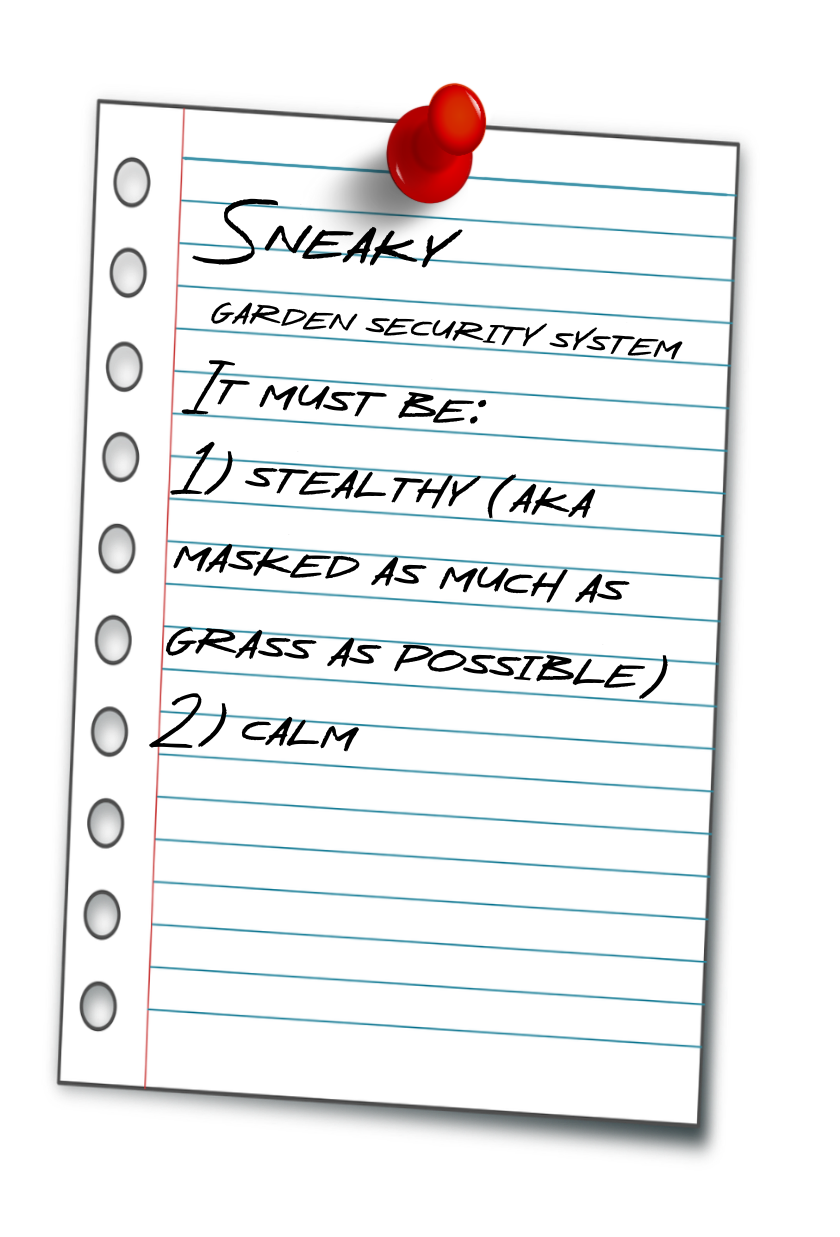 SNEAKY
GARDEN SECURITY SYSTEM
IT MUST BE:
1) STEALTHY (AKA
MASKED AS MUCH AS
GRASS AS POSSIBLE)
2) CALM